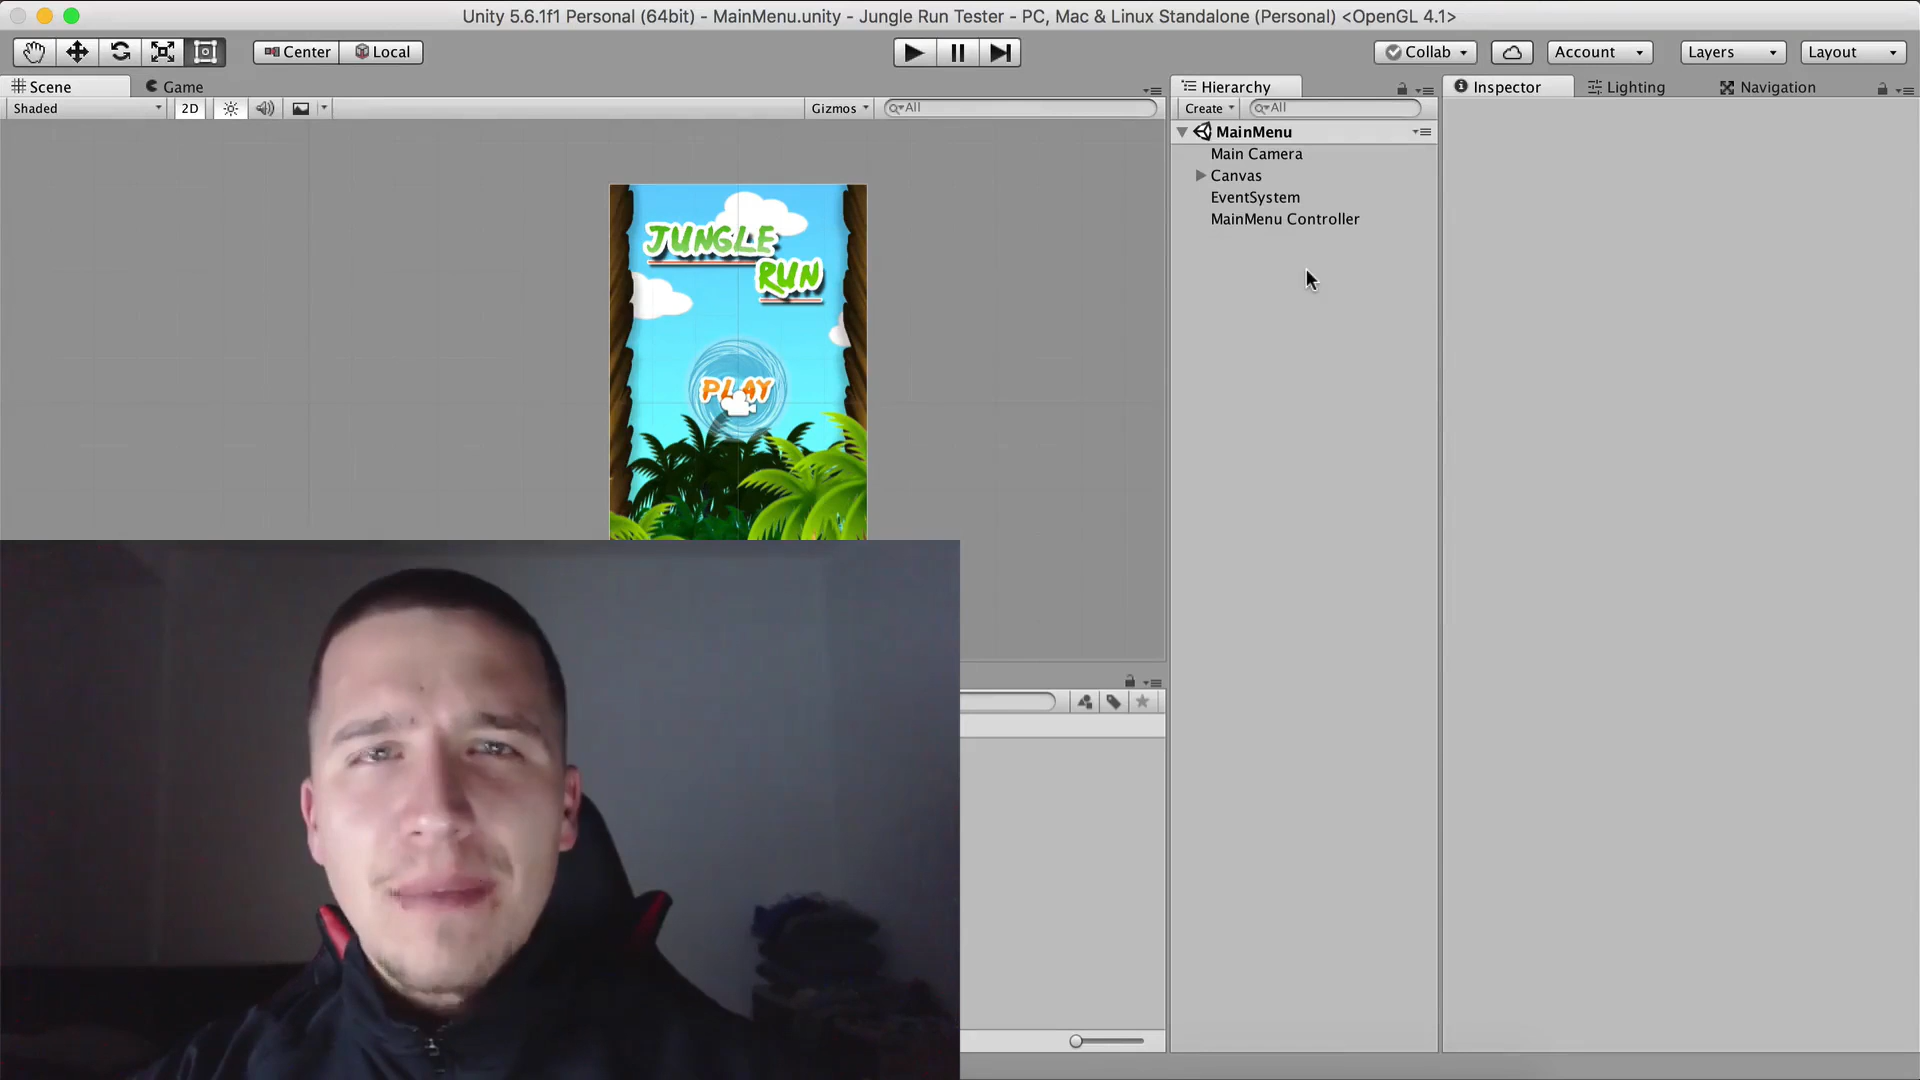 Unity 5.6.1f1 Personal (64bit) - MainMenu.unity - Jungle Run Tester - PC, Mac & Linux Standalone (Personal) <OpenGL 4.1>
Center Local Collab Account Layers Layout
Scene Game Hierarchy Inspector Lighting Navigation
Shaded 2D Gizmos All Create All
MainMenu
Main Camera
Canvas
EventSystem
MainMenu Controller
JUNGLE
RUN
PLAY